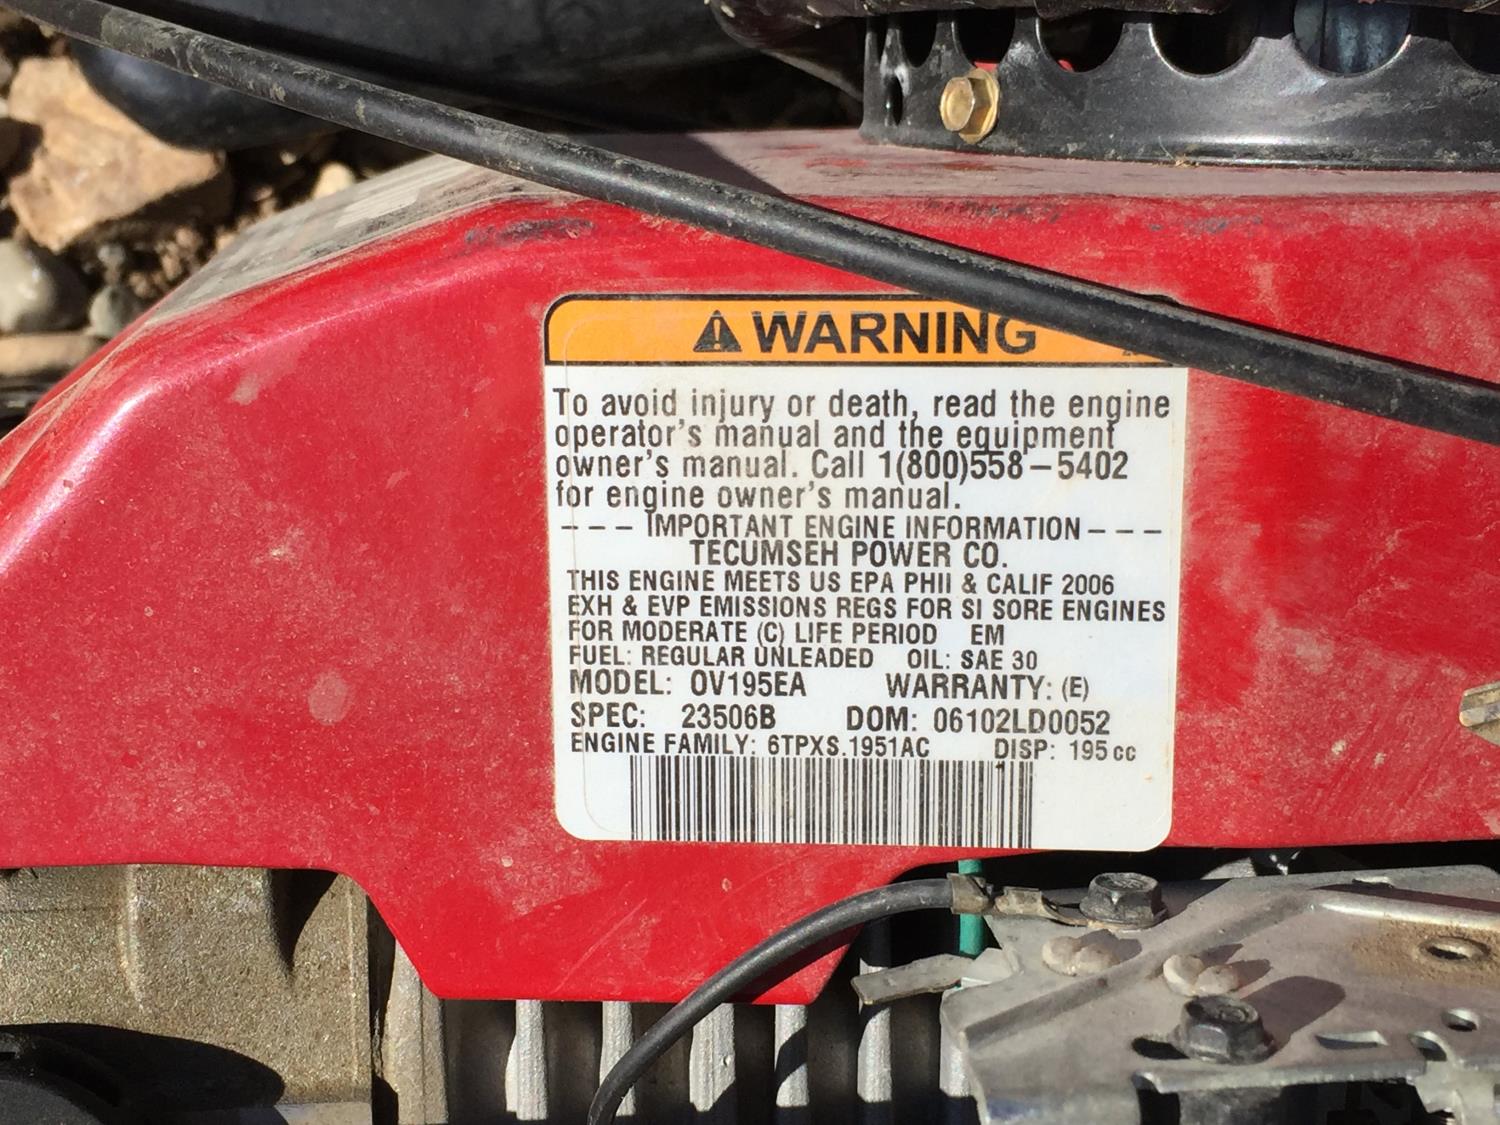 WARNING
To avoid injury or death, read the engine
operator's manual and the equipment
owner's manual. Call 1(800)558-5402
for engine owner's manual.
--- IMPORTANT ENGINE INFORMATION ---
TECUMSEH POWER CO.
THIS ENGINE MEETS US EPA PHII & CALIF 2006
EXH & EVP EMISSIONS REGS FOR SI SORE ENGINES
FOR MODERATE (C) LIFE PERIOD EM
FUEL: REGULAR UNLEADED OIL: SAE 30
MODEL: OV195EA WARRANTY: (E)
SPEC: 23506B DOM: 06102LD0052
ENGINE FAMILY: 6TPXS.1951AC DISP: 195 cc